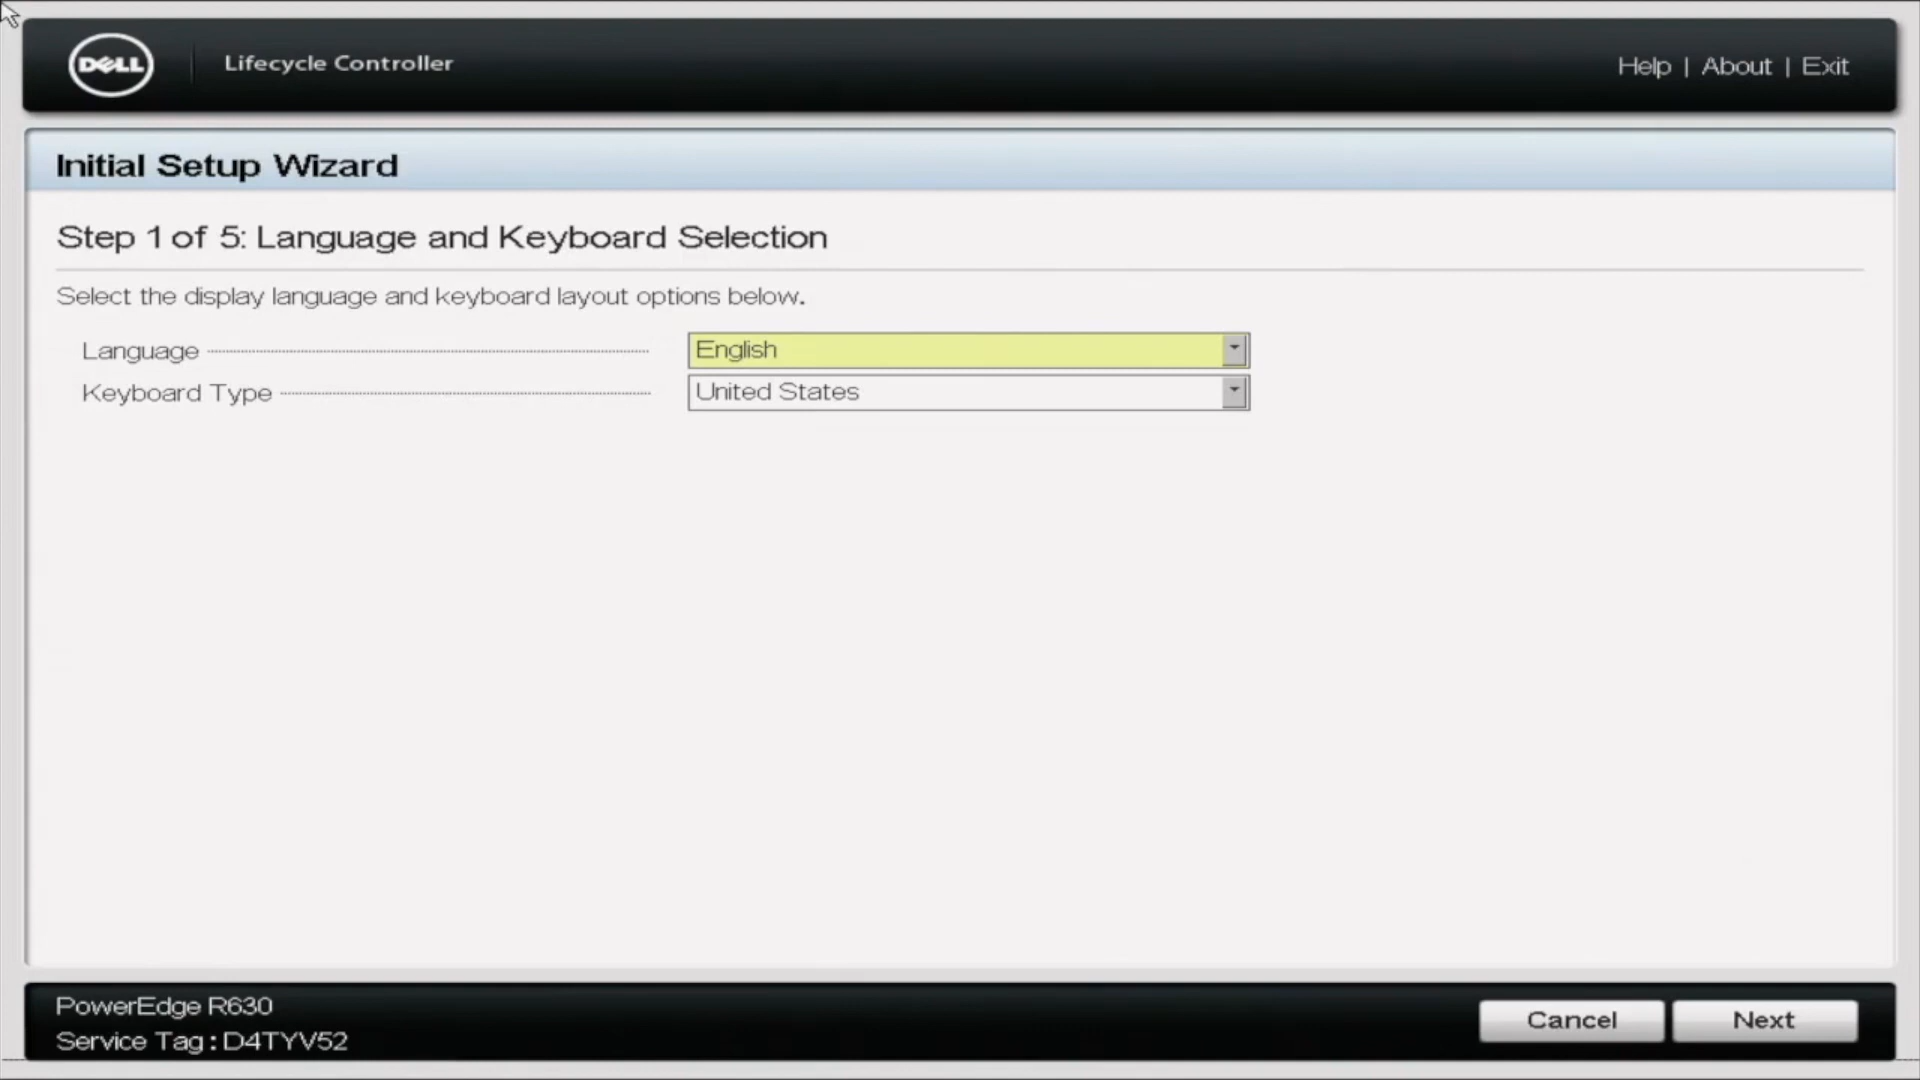 DELL Lifecycle Controller Help | About | Exit
Initial Setup Wizard
Step 1 of 5: Language and Keyboard Selection
Select the display language and keyboard layout options below.
Language English
Keyboard Type United States
PowerEdge R630
Service Tag : D4TYV52
Cancel Next